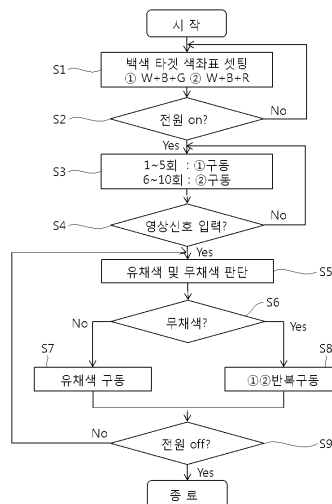 시 작
S1
백색 타겟 색좌표 셋팅
① W+B+G ② W+B+R
S2
전원 on?
No
Yes
S3
1~5회 : ①구동
6~10회 : ②구동
S4
영상신호 입력?
No
Yes
유채색 및 무채색 판단
S5
S6
무채색?
No
Yes
S7
유채색 구동
S8
①②반복구동
No
전원 off?
S9
Yes
종 료